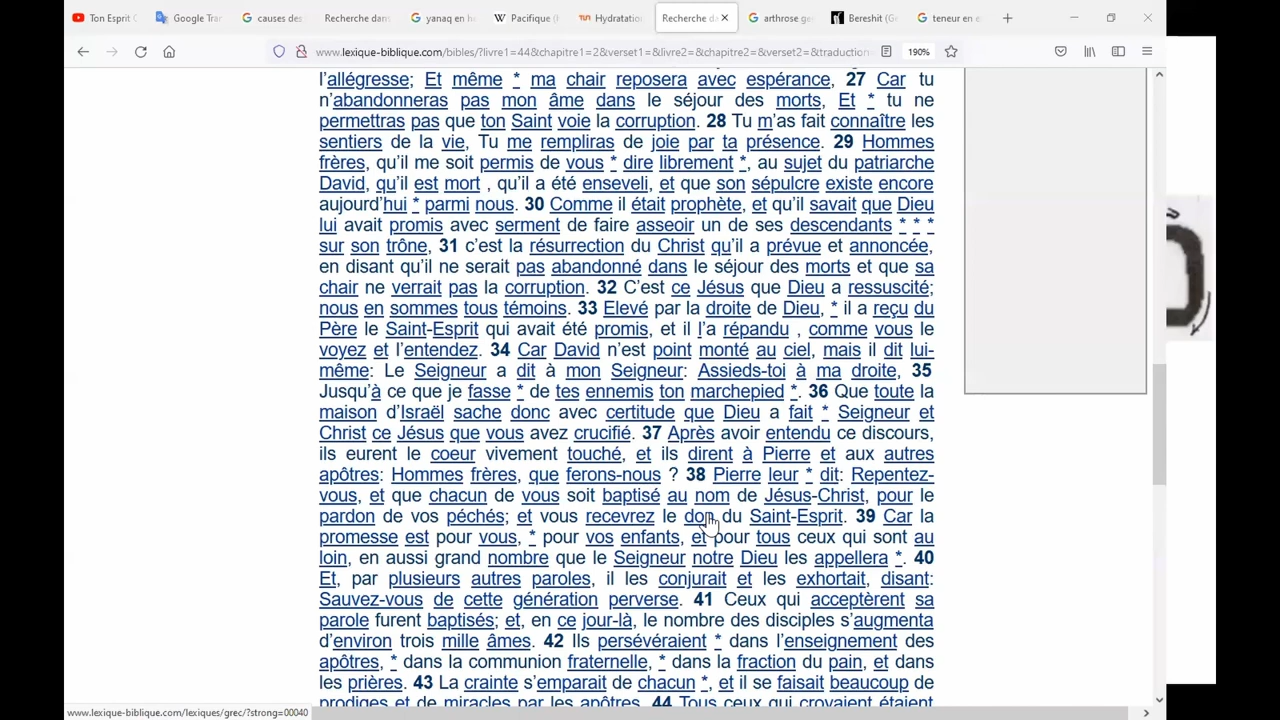 Ton Esprit C
Google Tra
causes des
Recherche dan
yanaq en h
Pacifique (
Hydratatio
Recherche da
arthrose ge
Bereshit (Ge
teneur en e
www.lexique-biblique.com/bibles/?livre1=44&chapitre1=2&verset1=&livre2=&chapitre2=&verset2=&traduction
190%
l'allégresse; Et même * ma chair reposera avec espérance, 27 Car tu
n'abandonneras pas mon âme dans le séjour des morts, Et * tu ne
permettras pas que ton Saint voie la corruption. 28 Tu m'as fait connaître les
sentiers de la vie, Tu me rempliras de joie par ta présence. 29 Hommes
frères, qu'il me soit permis de vous * dire librement *, au sujet du patriarche
David, qu'il est mort , qu'il a été enseveli, et que son sépulcre existe encore
aujourd'hui * parmi nous. 30 Comme il était prophète, et qu'il savait que Dieu
lui avait promis avec serment de faire asseoir un de ses descendants * * *
sur son trône, 31 c'est la résurrection du Christ qu'il a prévue et annoncée,
en disant qu'il ne serait pas abandonné dans le séjour des morts et que sa
chair ne verrait pas la corruption. 32 C'est ce Jésus que Dieu a ressuscité;
nous en sommes tous témoins. 33 Elevé par la droite de Dieu, * il a reçu du
Père le Saint-Esprit qui avait été promis, et il l'a répandu , comme vous le
voyez et l'entendez. 34 Car David n'est point monté au ciel, mais il dit lui-
même: Le Seigneur a dit à mon Seigneur: Assieds-toi à ma droite, 35
Jusqu'à ce que je fasse * de tes ennemis ton marchepied *. 36 Que toute la
maison d'Israël sache donc avec certitude que Dieu a fait * Seigneur et
Christ ce Jésus que vous avez crucifié. 37 Après avoir entendu ce discours,
ils eurent le coeur vivement touché, et ils dirent à Pierre et aux autres
apôtres: Hommes frères, que ferons-nous ? 38 Pierre leur * dit: Repentez-
vous, et que chacun de vous soit baptisé au nom de Jésus-Christ, pour le
pardon de vos péchés; et vous recevrez le don du Saint-Esprit. 39 Car la
promesse est pour vous, * pour vos enfants, et pour tous ceux qui sont au
loin, en aussi grand nombre que le Seigneur notre Dieu les appellera *. 40
Et, par plusieurs autres paroles, il les conjurait et les exhortait, disant:
Sauvez-vous de cette génération perverse. 41 Ceux qui acceptèrent sa
parole furent baptisés; et, en ce jour-là, le nombre des disciples s'augmenta
d'environ trois mille âmes. 42 Ils persévéraient * dans l'enseignement des
apôtres, * dans la communion fraternelle, * dans la fraction du pain, et dans
les prières. 43 La crainte s'emparait de chacun *, et il se faisait beaucoup de
prodiges et de miracles par les apôtres. 44 Tous ceux qui croyaient étaient
www.lexique-biblique.com/lexiques/grec/?strong=00040